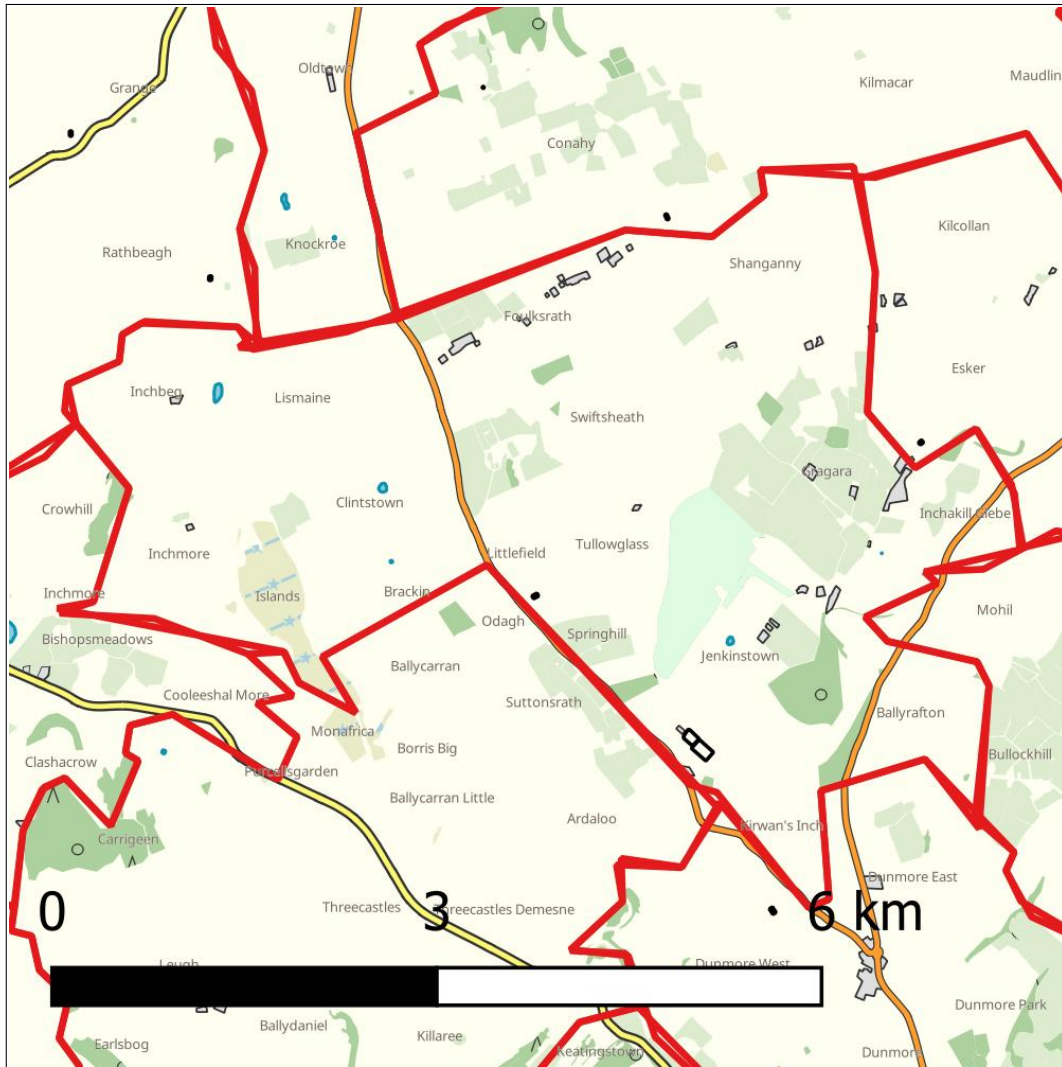 Oldtown
Grange
Kilmacar
Maudlin
Conahy
Rathbeagh
Knockroe
Kilcollan
Shanganny
Foulksrath
Inchbeg
Lismaine
Esker
Swiftsheath
Gragara
Crowhill
Clintstown
Inchakill Glebe
Inchmore
Littlefield
Tullowglass
Inchmore
Islands
Brackin
Mohil
Odagh
Springhill
Bishopsmeadows
Ballycarran
Jenkinstown
Cooleeshal More
Suttonsrath
Ballyrafton
Monafrica
Borris Big
Bullockhill
Clashacrow
Purcellsgarden
Ballycarran Little
Ardaloo
Kirwan's Inch
Carrigeen
Dunmore East
Threecastles
Threecastles Demesne
0 3 6 km
Leugh
Dunmore West
Dunmore Park
Ballydaniel
Killaree
Earlsbog
Keatingstown
Dunmore